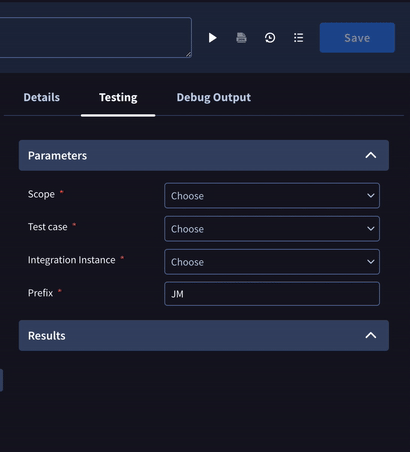 Save
Details Testing Debug Output
Parameters
Scope * Choose
Test case * Choose
Integration Instance * Choose
Prefix * JM
Results